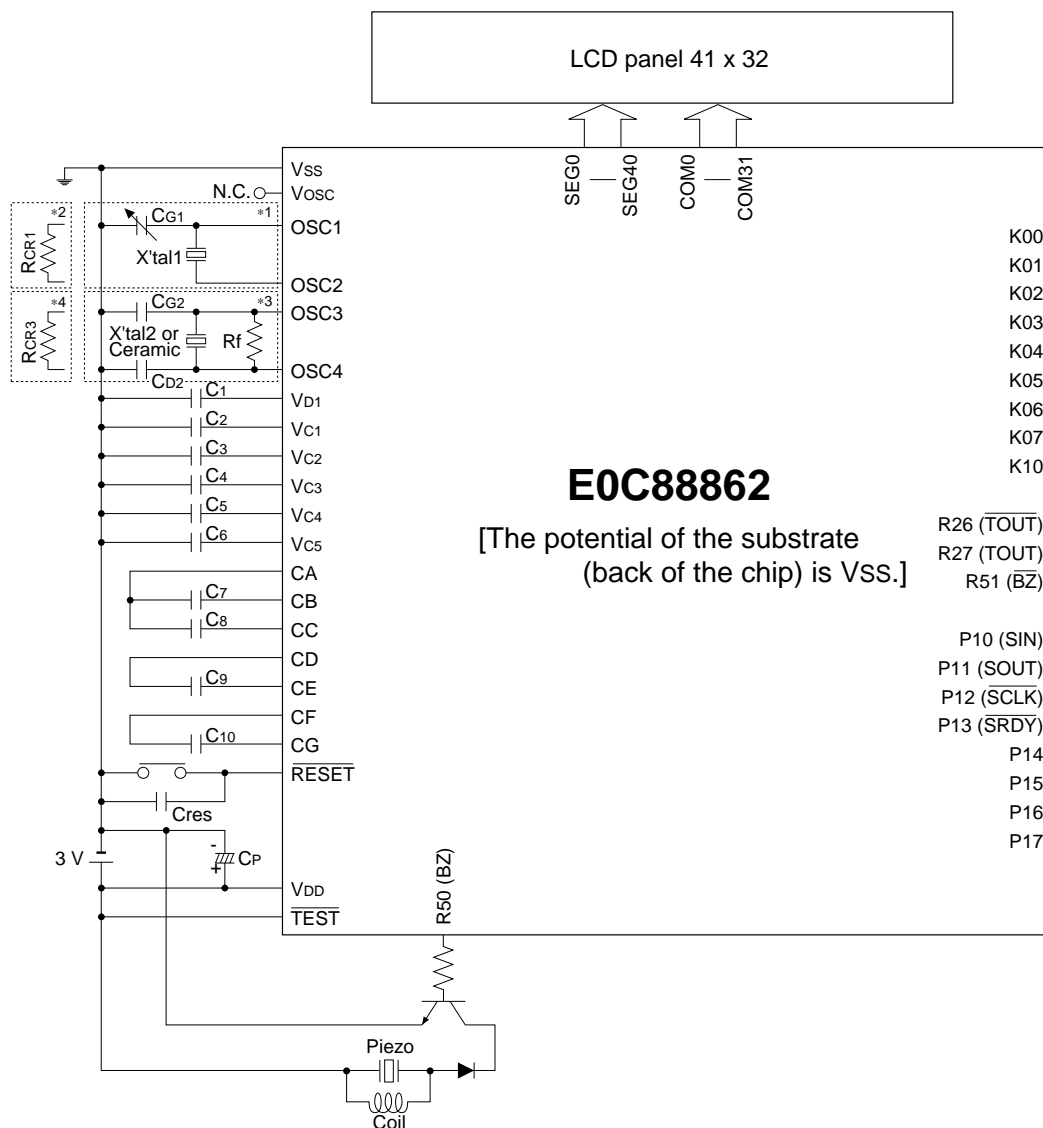 LCD panel 41 x 32
SEG0
SEG40
COM0
COM31
VSS
N.C.
VOSC
*2
RCR1
CG1
*1
X'tal1
OSC1
OSC2
*4
RCR3
CG2
*3
X'tal2 or
Ceramic
Rf
CD2
OSC3
OSC4
C1
VD1
C2
VC1
C3
VC2
C4
VC3
C5
VC4
C6
VC5
CA
C7
CB
C8
CC
CD
C9
CE
CF
C10
CG
RESET
Cres
3 V
-
+
CP
VDD
TEST
E0C88862
[The potential of the substrate
(back of the chip) is VSS.]
K00
K01
K02
K03
K04
K05
K06
K07
K10
R26 (TOUT)
R27 (TOUT)
R51 (BZ)
P10 (SIN)
P11 (SOUT)
P12 (SCLK)
P13 (SRDY)
P14
P15
P16
P17
R50 (BZ)
Piezo
Coil